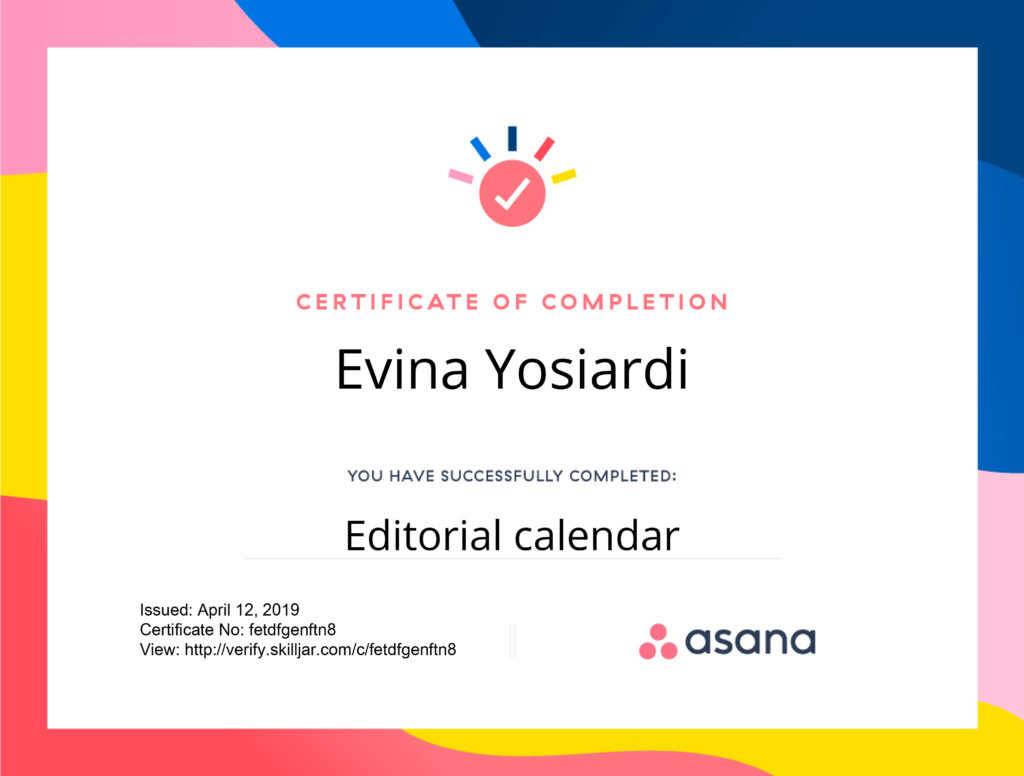 CERTIFICATE OF COMPLETION
Evina Yosiardi
YOU HAVE SUCCESSFULLY COMPLETED:
Editorial calendar
Issued: April 12, 2019
Certificate No: fetdfgenftn8
View: http://verify.skilljar.com/c/fetdfgenftn8
asana